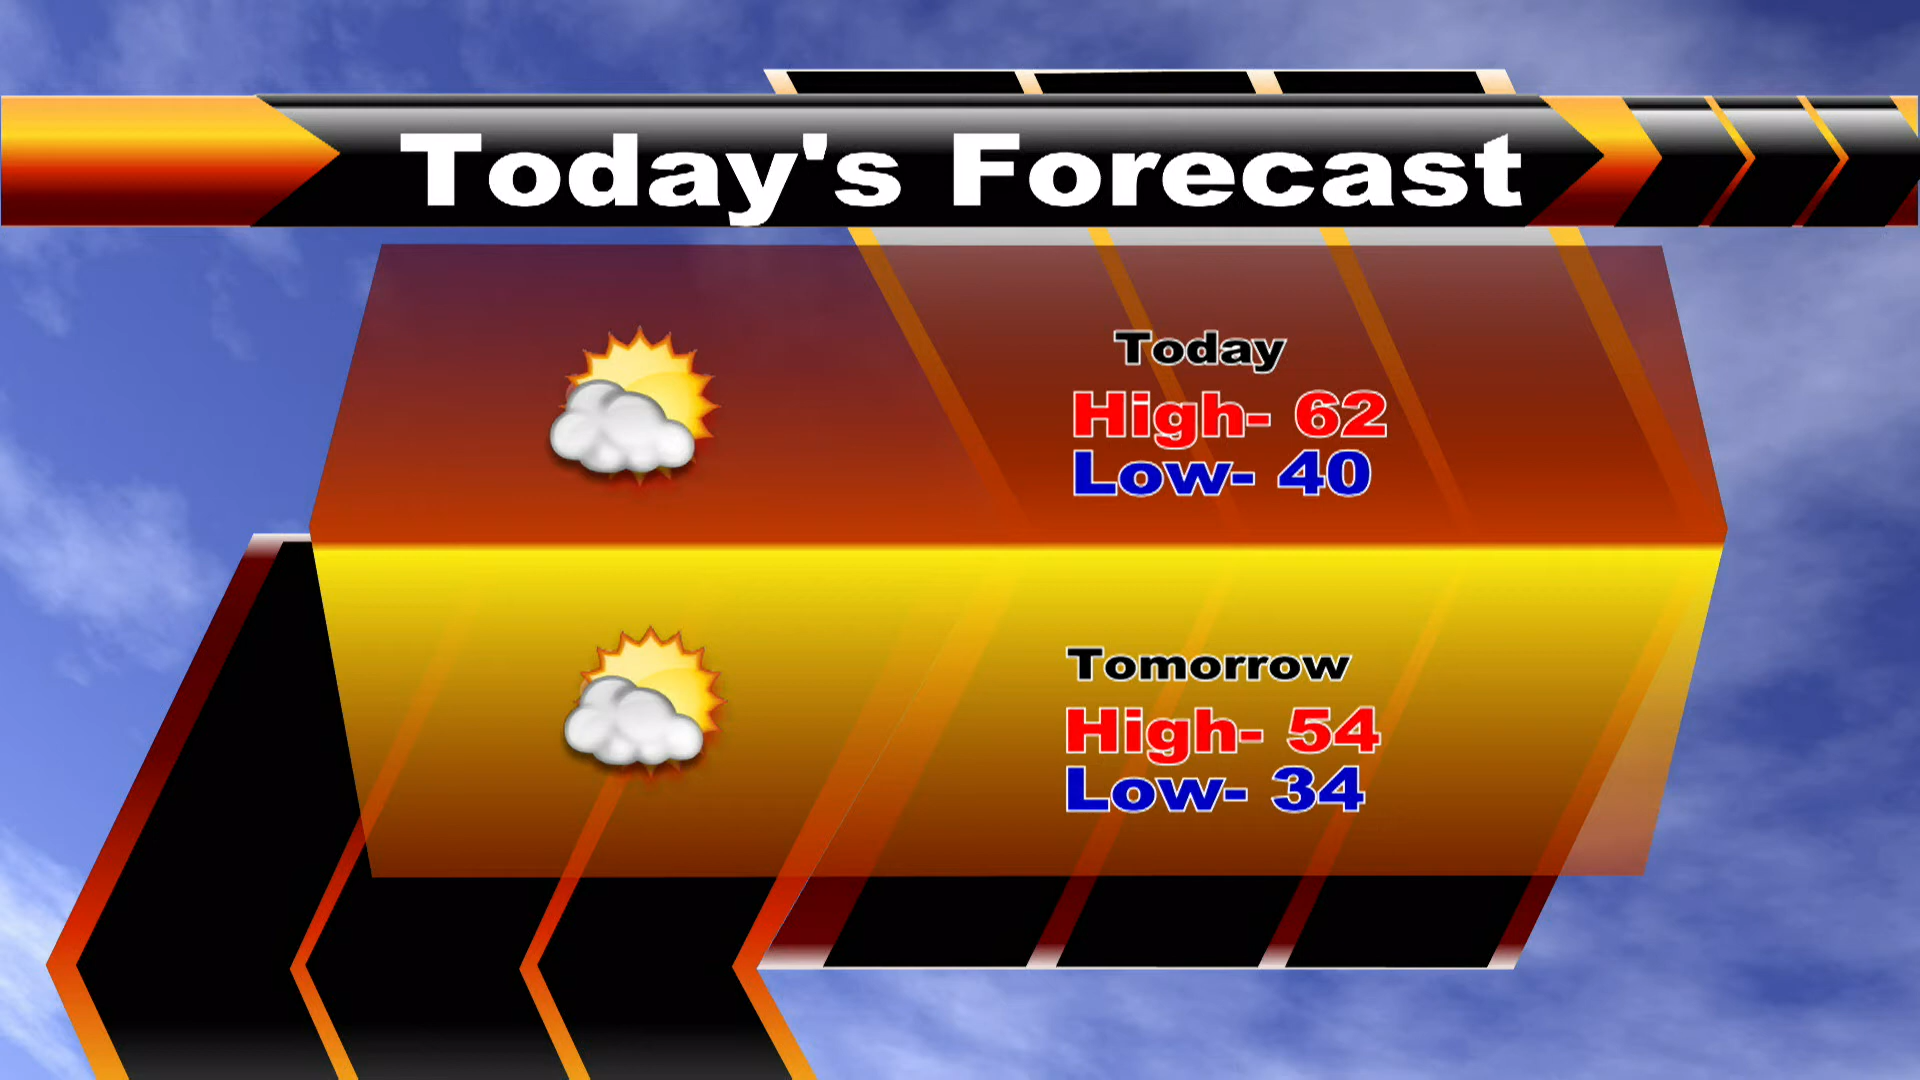 Today's Forecast
Today
High- 62
Low- 40
Tomorrow
High- 54
Low- 34